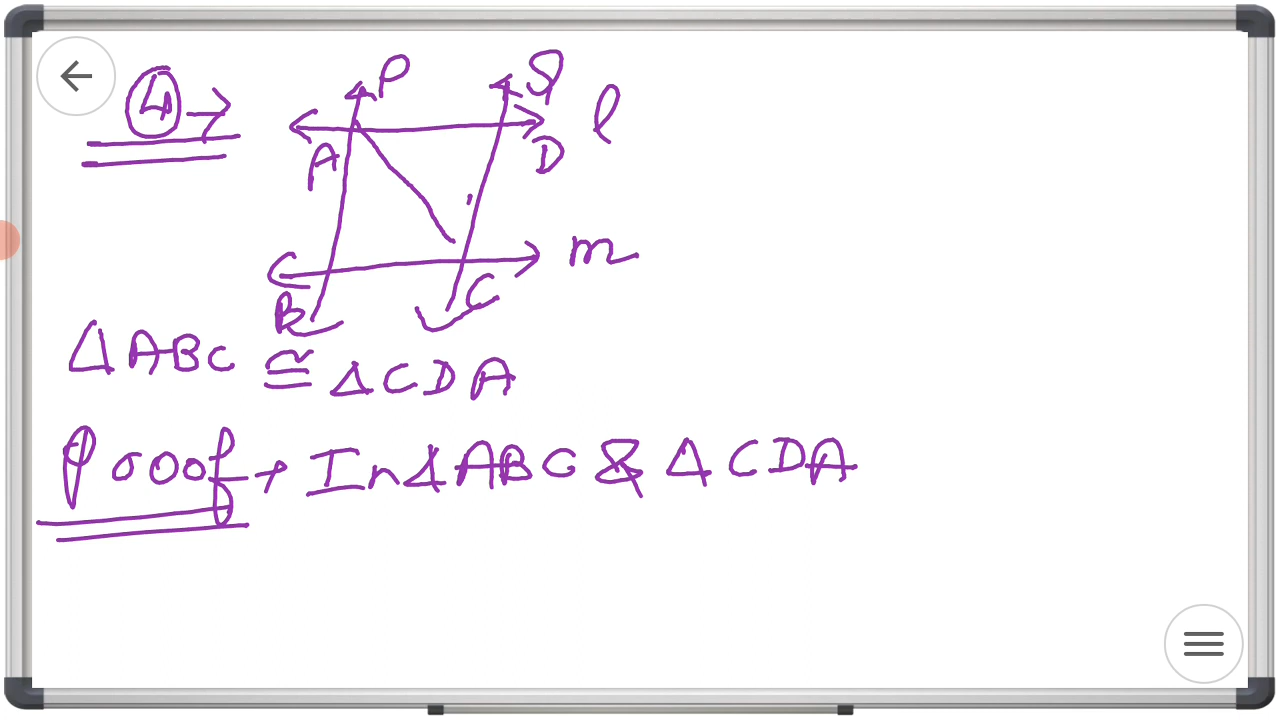 4 →
P q l
A D
m
B C
△ABC ≅ △CDA
Proof → In △ABC & △CDA